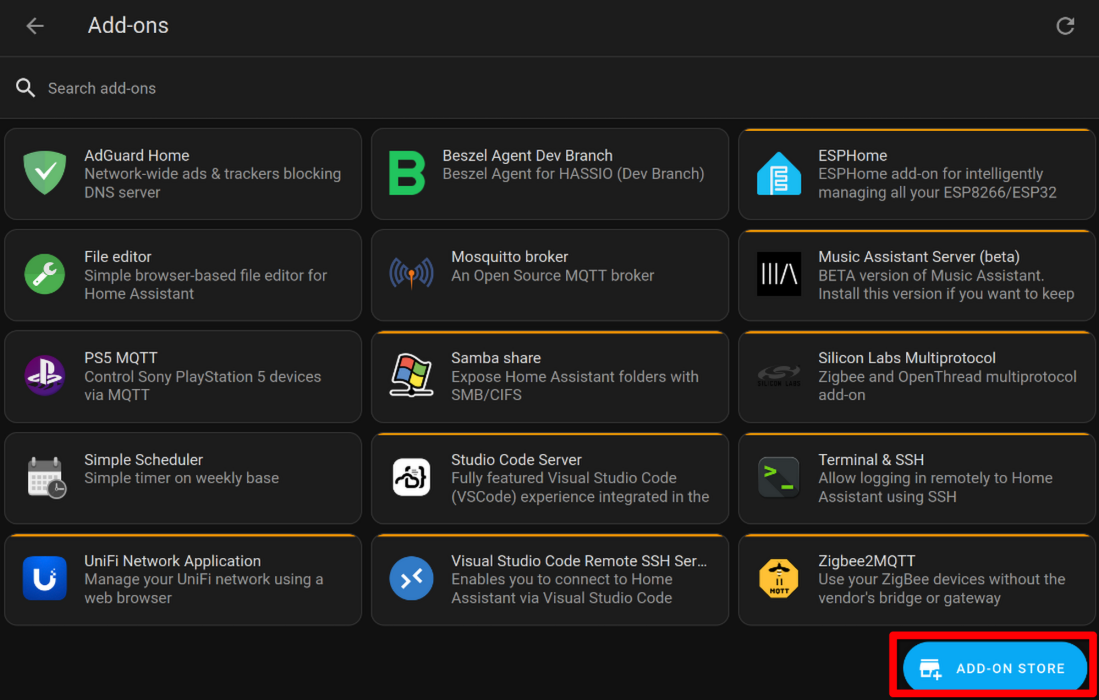 Add-ons
Search add-ons
AdGuard Home
Network-wide ads & trackers blocking
DNS server
Beszel Agent Dev Branch
Beszel Agent for HASSIO (Dev Branch)
ESPHome
ESPHome add-on for intelligently
managing all your ESP8266/ESP32
File editor
Simple browser-based file editor for
Home Assistant
Mosquitto broker
An Open Source MQTT broker
Music Assistant Server (beta)
BETA version of Music Assistant.
Install this version if you want to keep
PS5 MQTT
Control Sony PlayStation 5 devices
via MQTT
Samba share
Expose Home Assistant folders with
SMB/CIFS
SILICON LABS
Silicon Labs Multiprotocol
Zigbee and OpenThread multiprotocol
add-on
Simple Scheduler
Simple timer on weekly base
Studio Code Server
Fully featured Visual Studio Code
(VSCode) experience integrated in the
Terminal & SSH
Allow logging in remotely to Home
Assistant using SSH
UniFi Network Application
Manage your UniFi network using a
web browser
Visual Studio Code Remote SSH Ser...
Enables you to connect to Home
Assistant via Visual Studio Code
MQTT
Zigbee2MQTT
Use your ZigBee devices without the
vendor's bridge or gateway
ADD-ON STORE